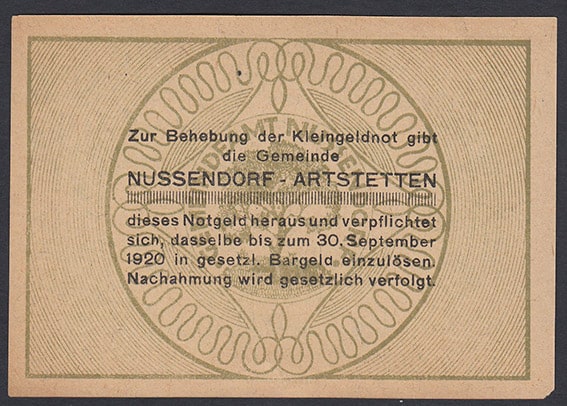 Zur Behebung der Kleingeldnot gibt
die Gemeinde
NUSSENDORF - ARTSTETTEN
dieses Notgeld heraus und verpflichtet
sich, dasselbe bis zum 30. September
1920 in gesetzl. Bargeld einzulösen.
Nachahmung wird gesetzlich verfolgt.